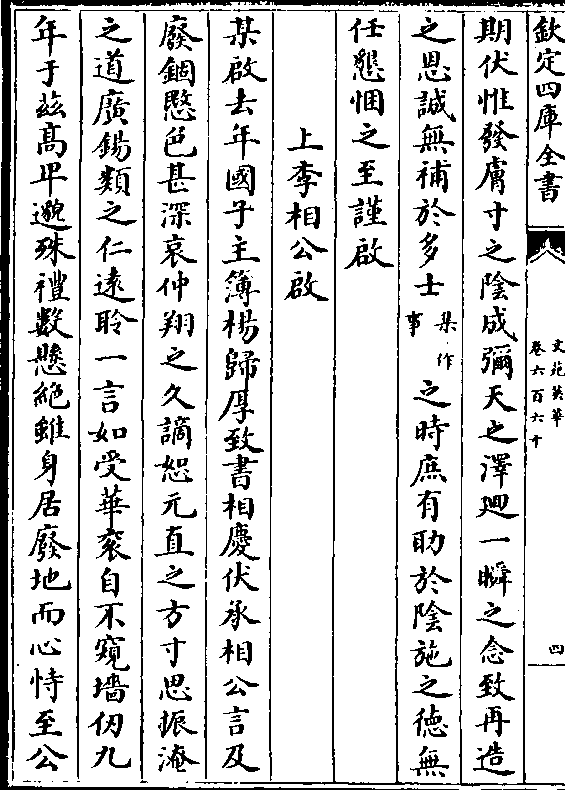 欽定四庫全書
文苑英華
卷六百六十
四
期伏惟發膚寸之陰成彌天之澤迴一瞬之念致再造
之恩誠無補於多士集作事之時庶有助於陰施之徳無
任懇悃之至謹啟
上李相公啟
某啟去年國子主簿楊歸厚致書相慶伏承相公言及
廢錮愍色甚深哀仲翔之久謫恕元直之方寸思振淹
之道廣錫類之仁遠聆一言如受華衮自不窺墻仞九
年于兹髙卑邈殊禮數懸絶雖身居廢地而心恃至公